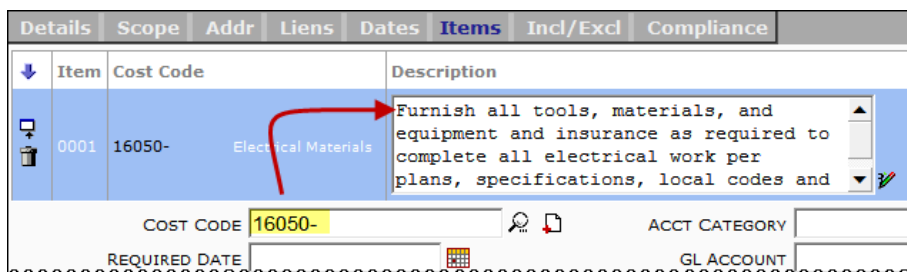 Details Scope Addr Liens Dates Items Incl/Excl Compliance
Item Cost Code Description
0001 16050- Electrical Materials
Furnish all tools, materials, and
equipment and insurance as required to
complete all electrical work per
plans, specifications, local codes and
COST CODE 16050- ACCT CATEGORY
REQUIRED DATE GL ACCOUNT